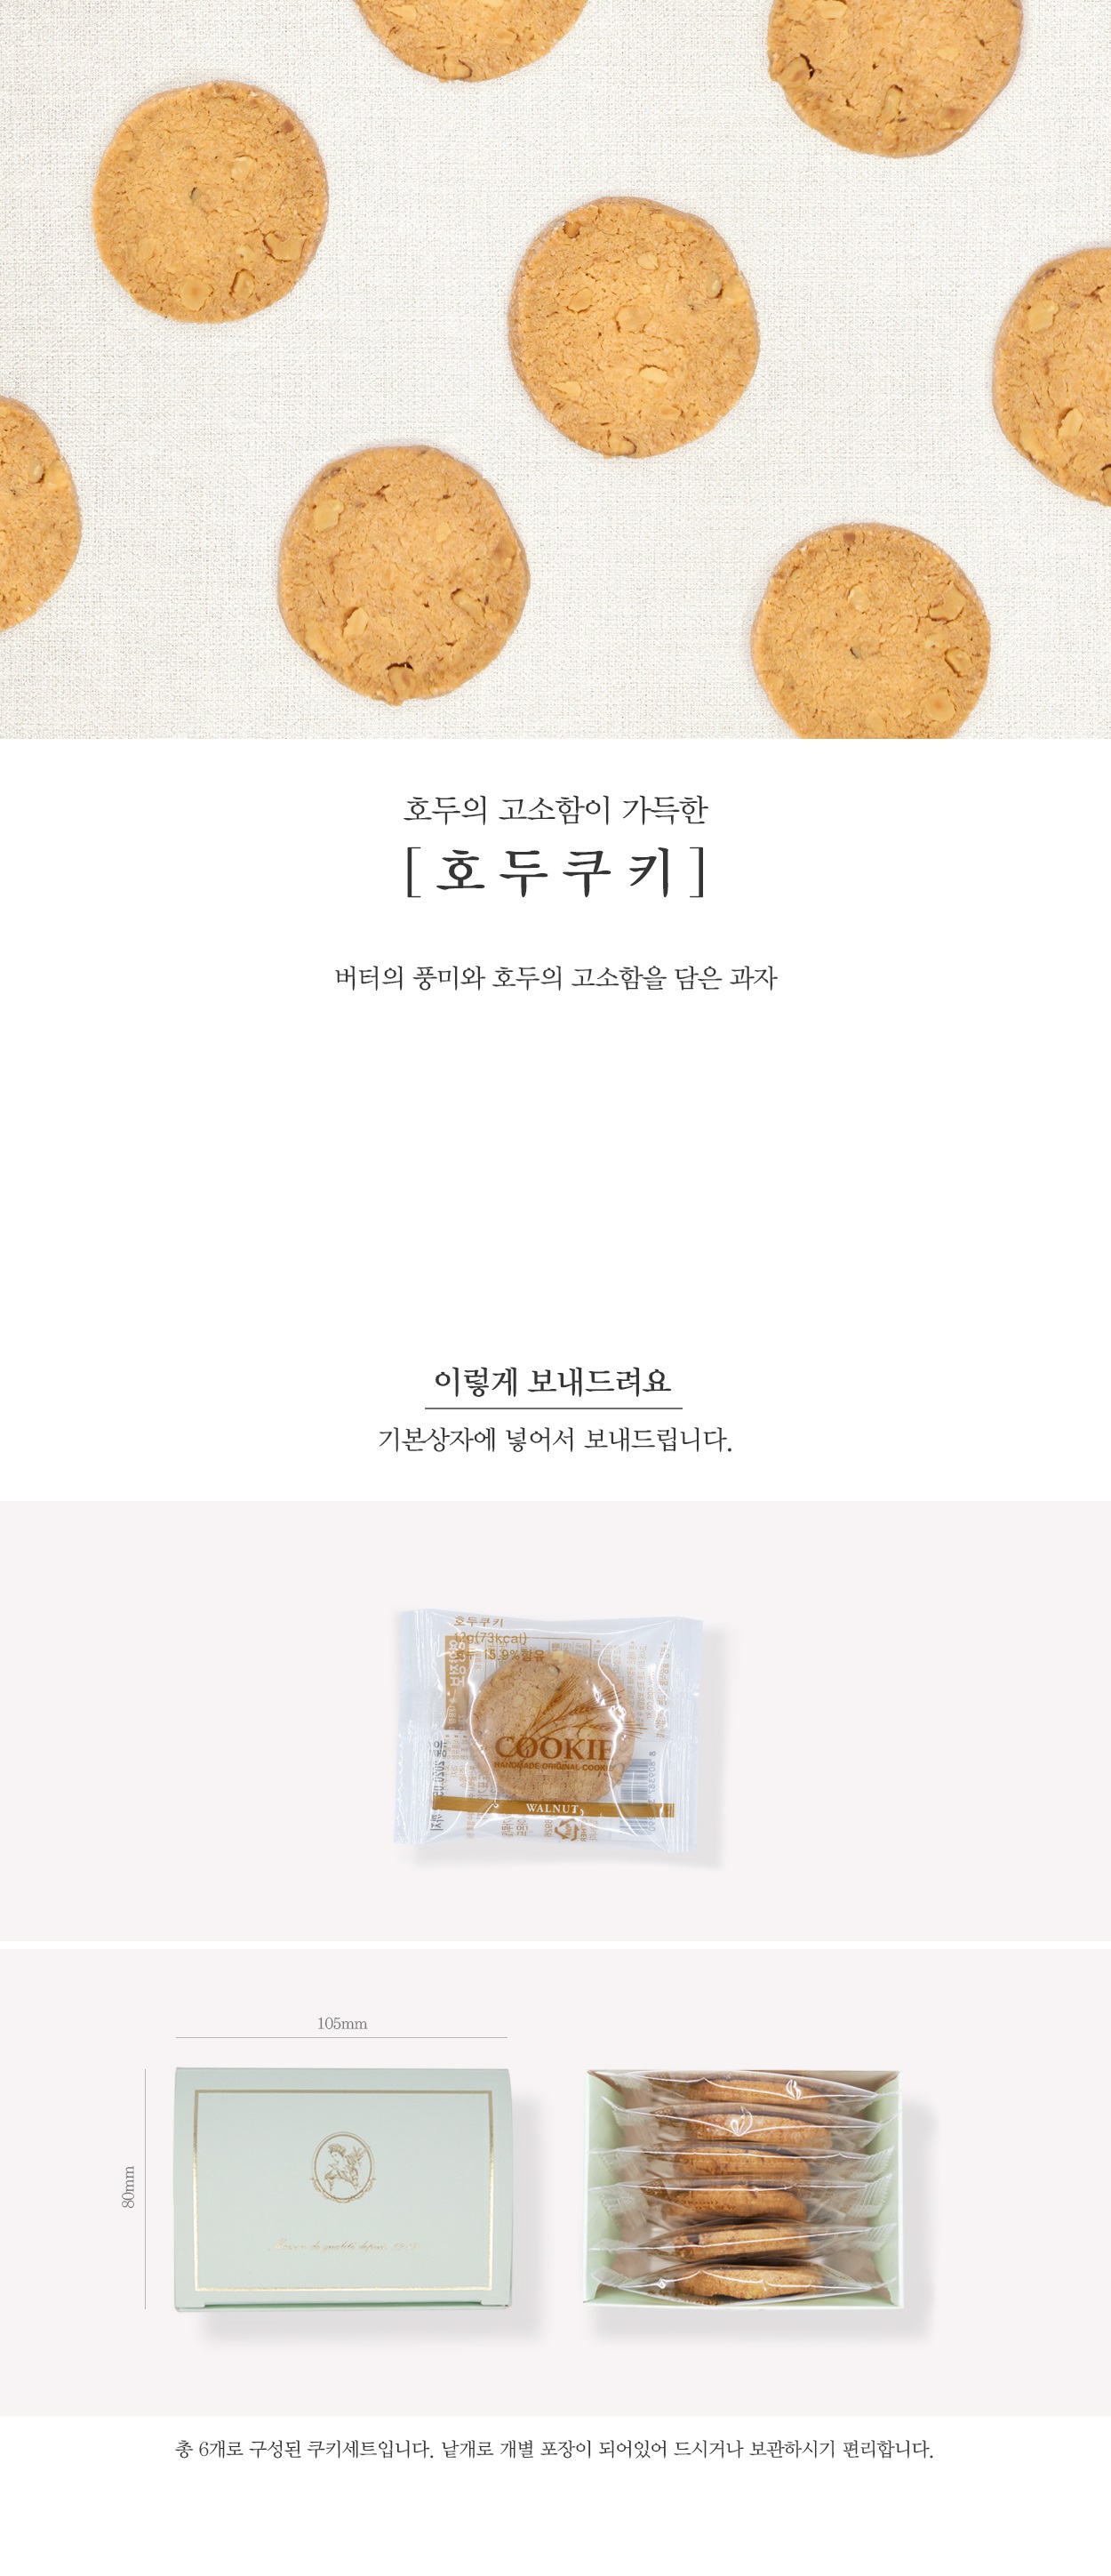 호두의 고소함이 가득한
[ 호두쿠키 ]
버터의 풍미와 호두의 고소함을 담은 과자
이렇게 보내드려요
기본상자에 넣어서 보내드립니다.
호두쿠키
12g(73kcal)
15.9%함유
COOKIE
HANDMADE ORIGINAL COOKIE
WALNUT
105mm
80mm
총 6개로 구성된 쿠키세트입니다. 낱개로 개별 포장이 되어있어 드시거나 보관하시기 편리합니다.